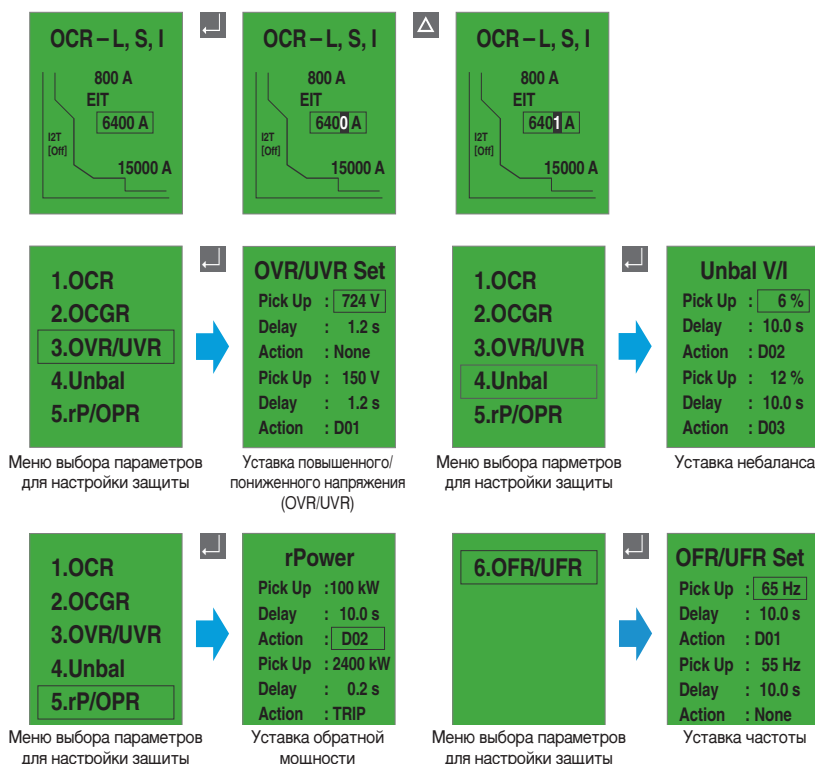 OCR – L, S, I
800 A
EIT
6400 A
I2T
[Off]
15000 A
OCR – L, S, I
800 A
EIT
6400 A
I2T
[Off]
15000 A
OCR – L, S, I
800 A
EIT
6401 A
I2T
[Off]
15000 A
1.OCR
2.OCGR
3.OVR/UVR
4.Unbal
5.rP/OPR
Меню выбора параметров
для настройки защиты
OVR/UVR Set
Pick Up : 724 V
Delay : 1.2 s
Action : None
Pick Up : 150 V
Delay : 1.2 s
Action : D01
Уставка повышенного/
пониженного напряжения
(OVR/UVR)
1.OCR
2.OCGR
3.OVR/UVR
4.Unbal
5.rP/OPR
Меню выбора парметров
для настройки защиты
Unbal V/I
Pick Up : 6 %
Delay : 10.0 s
Action : D02
Pick Up : 12 %
Delay : 10.0 s
Action : D03
Уставка небаланса
1.OCR
2.OCGR
3.OVR/UVR
4.Unbal
5.rP/OPR
Меню выбора параметров
для настройки защиты
rPower
Pick Up :100 kW
Delay : 10.0 s
Action : D02
Pick Up : 2400 kW
Delay : 0.2 s
Action : TRIP
Уставка обратной
мощности
6.OFR/UFR
Меню выбора параметров
для настройки защиты
OFR/UFR Set
Pick Up : 65 Hz
Delay : 10.0 s
Action : D01
Pick Up : 55 Hz
Delay : 10.0 s
Action : None
Уставка частоты